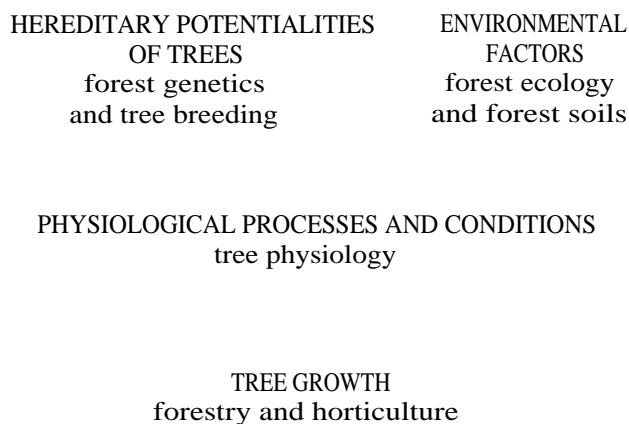 HEREDITARY POTENTIALITIES
OF TREES
forest genetics
and tree breeding
ENVIRONMENTAL
FACTORS
forest ecology
and forest soils
PHYSIOLOGICAL PROCESSES AND CONDITIONS
tree physiology
TREE GROWTH
forestry and horticulture